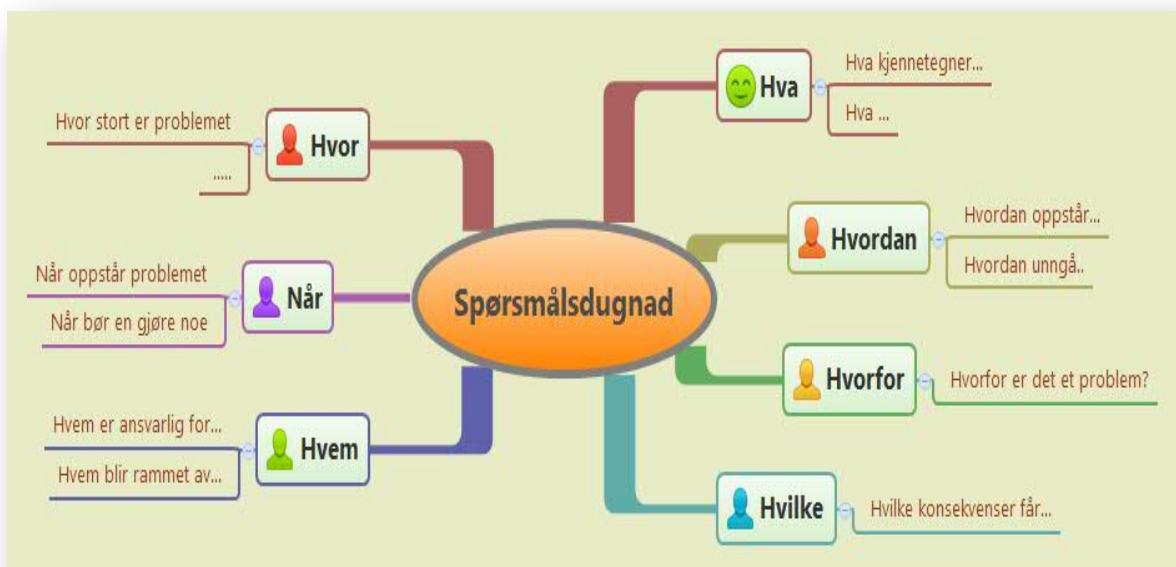 Spørsmålsdugnad
Hva
Hva kjennetegner...
Hva ...
Hvordan
Hvordan oppstår...
Hvordan unngå..
Hvorfor
Hvorfor er det et problem?
Hvilke
Hvilke konsekvenser får...
Hvor
Hvor stort er problemet
.....
Når
Når oppstår problemet
Når bør en gjøre noe
Hvem
Hvem er ansvarlig for...
Hvem blir rammet av...